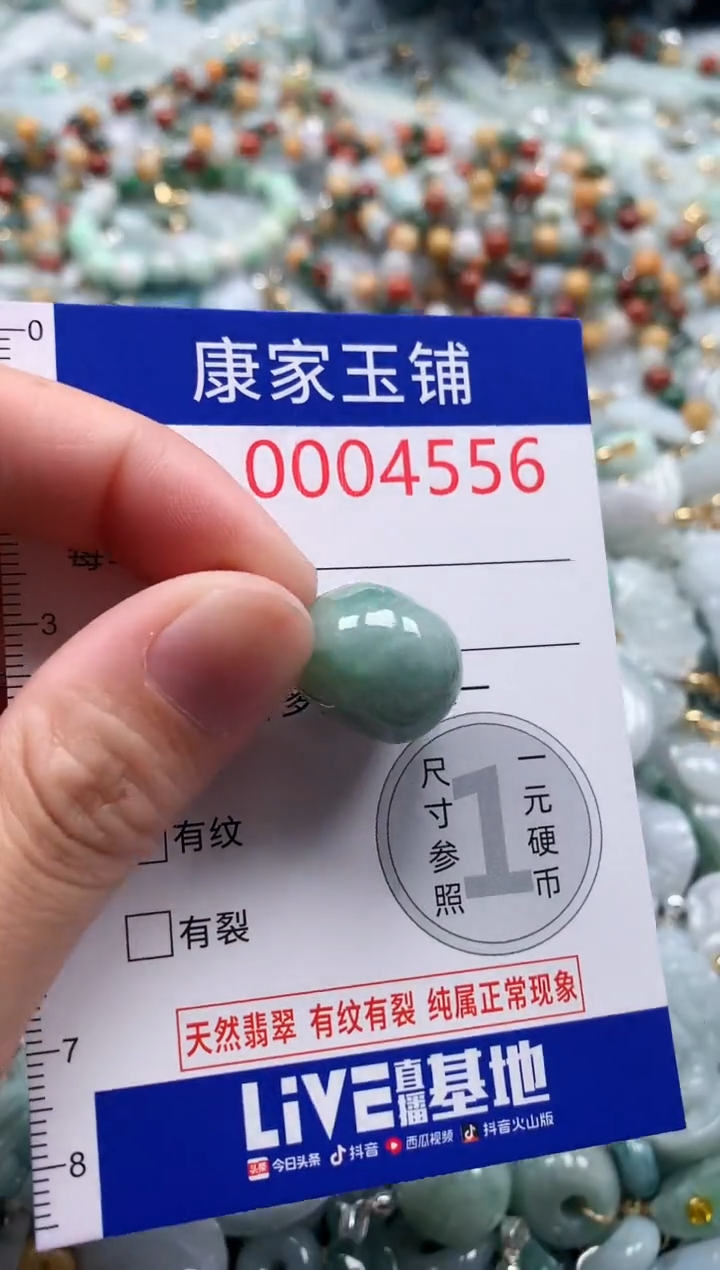 康家玉铺
0004556
0
3
多
有纹
尺寸参照
1
一元硬币
有裂
天然翡翠 有纹有裂 纯属正常现象
7
LiVE直播基地
头条 今日头条 抖音 西瓜视频 抖音火山版
8